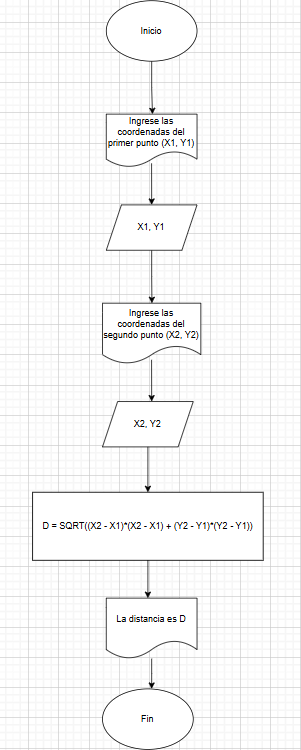 Inicio
Ingrese las
coordenadas del
primer punto (X1, Y1)
X1, Y1
Ingrese las
coordenadas del
segundo punto (X2, Y2)
X2, Y2
D = SQRT((X2 - X1)*(X2 - X1) + (Y2 - Y1)*(Y2 - Y1))
La distancia es D
Fin